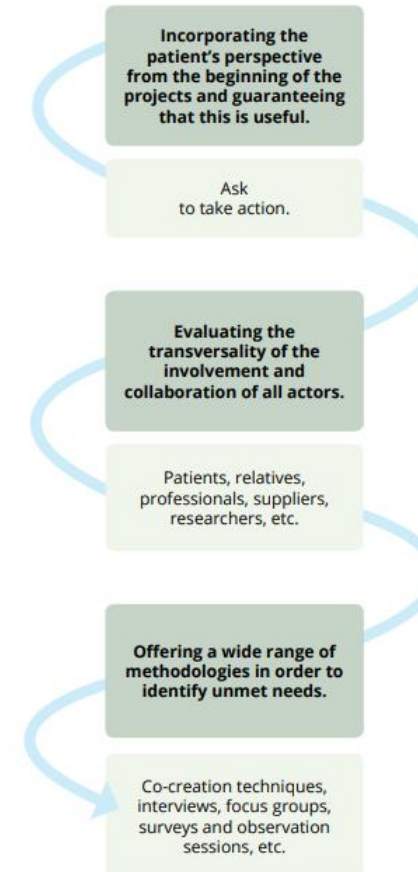 Incorporating the
patient’s perspective
from the beginning of the
projects and guaranteeing
that this is useful.
Ask
to take action.
Evaluating the
transversality of the
involvement and
collaboration of all actors.
Patients, relatives,
professionals, suppliers,
researchers, etc.
Offering a wide range of
methodologies in order to
identify unmet needs.
Co-creation techniques,
interviews, focus groups,
surveys and observation
sessions, etc.